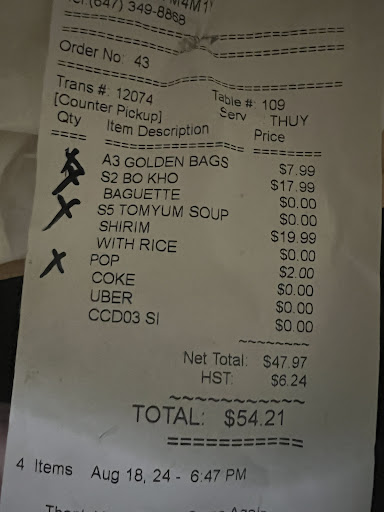 (647) 349-8868
==============================
Order No: 43
==============================
Trans #: 12074 Table #: 109
[Counter Pickup] Serv THUY
Qty Item Description Price
==== ============ ========
A3 GOLDEN BAGS $7.99
S2 BO KHO $17.99
BAGUETTE $0.00
S5 TOMYUM SOUP $0.00
SHIRIM $19.99
WITH RICE $0.00
POP $2.00
COKE $0.00
UBER $0.00
CCD03 SI $0.00
~~~~~~~~
Net Total: $47.97
HST: $6.24
~~~~~~~~~~~
TOTAL: $54.21
=============
4 Items Aug 18, 24 - 6:47 PM